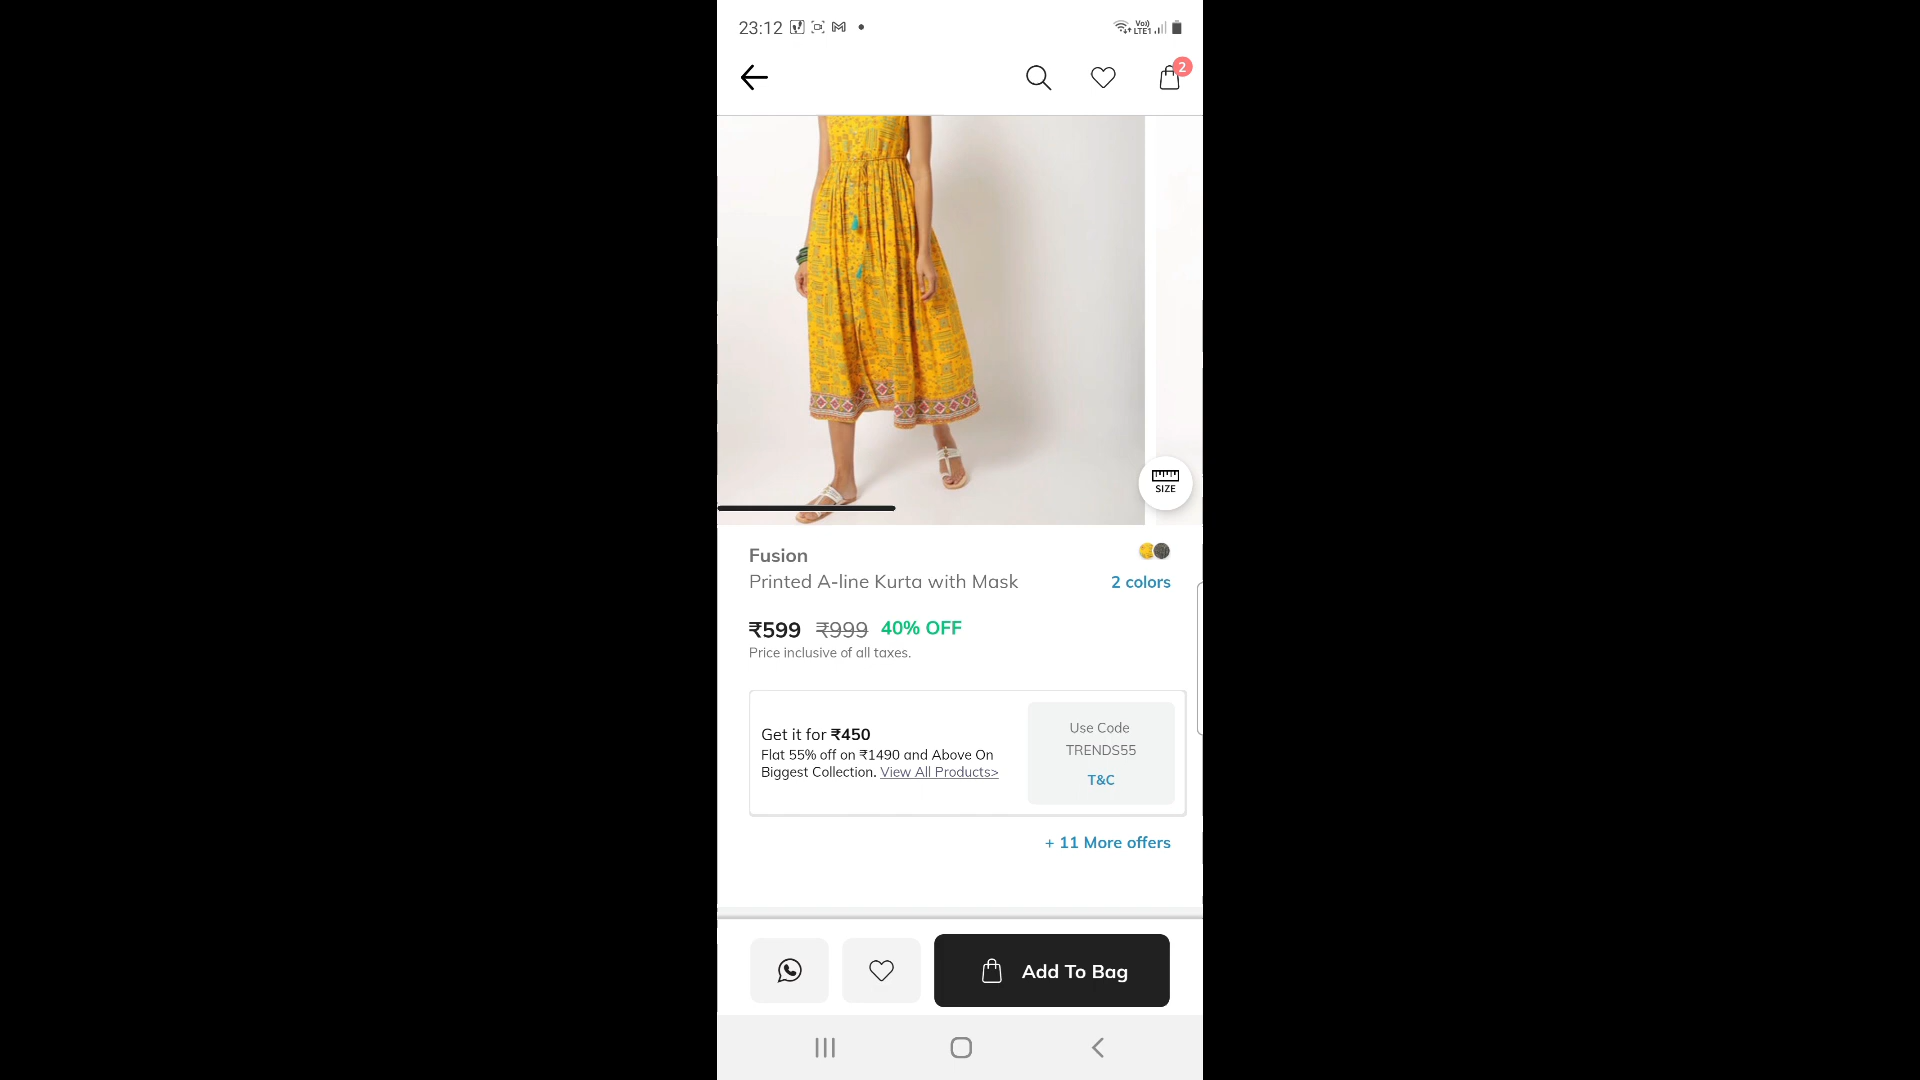 23:12
Vo))
LTE1
2
SIZE
Fusion
Printed A-line Kurta with Mask
2 colors
₹599 ₹999 40% OFF
Price inclusive of all taxes.
Get it for ₹450
Flat 55% off on ₹1490 and Above On
Biggest Collection. View All Products>
Use Code
TRENDS55
T&C
+ 11 More offers
Add To Bag